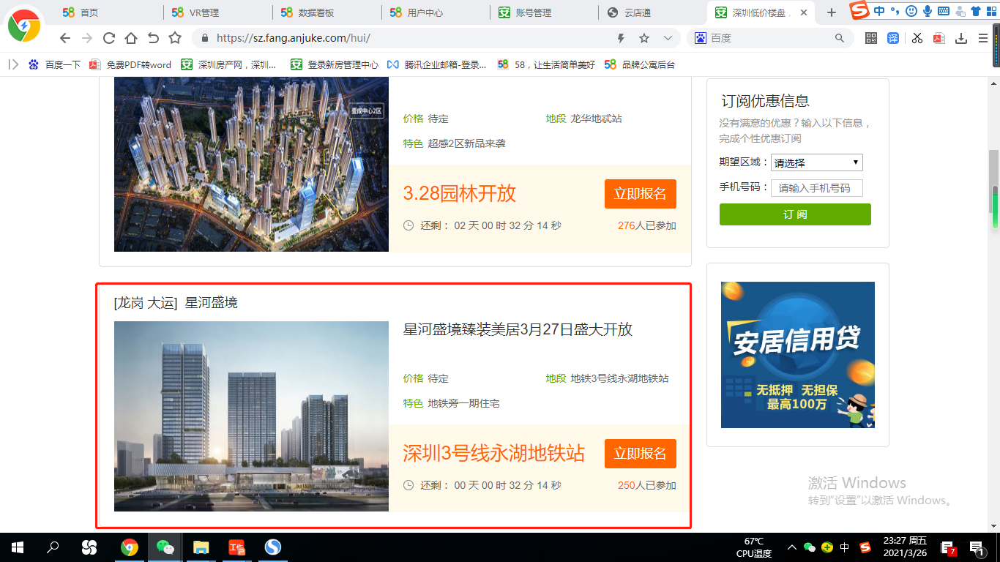 首页
VR管理
数据看板
用户中心
账号管理
云店通
深圳低价楼盘，
中
https://sz.fang.anjuke.com/hui/
百度
译
百度一下
免费PDF转word
深圳房产网，深圳...
登录新房管理中心
腾讯企业邮箱-登录...
58，让生活简单美好
品牌公寓后台
壹成中心2区
价格 待定
地段 龙华地忒站
特色 超感2区新品来袭
3.28园林开放
立即报名
还剩： 02 天 00 时 32 分 14 秒
276人已参加
订阅优惠信息
没有满意的优惠？输入以下信息，
完成个性优惠订阅
期望区域：
请选择
手机号码：
请输入手机号码
订 阅
[龙岗 大运] 星河盛境
星河盛境臻装美居3月27日盛大开放
价格 待定
地段 地铁3号线永湖地铁站
特色 地铁旁一期住宅
深圳3号线永湖地铁站
立即报名
还剩： 00 天 00 时 32 分 14 秒
250人已参加
安居信用贷
无抵押 无担保
最高100万
激活 Windows
转到“设置”以激活 Windows。
67℃
CPU温度
中
23:27 周五
2021/3/26
7
1